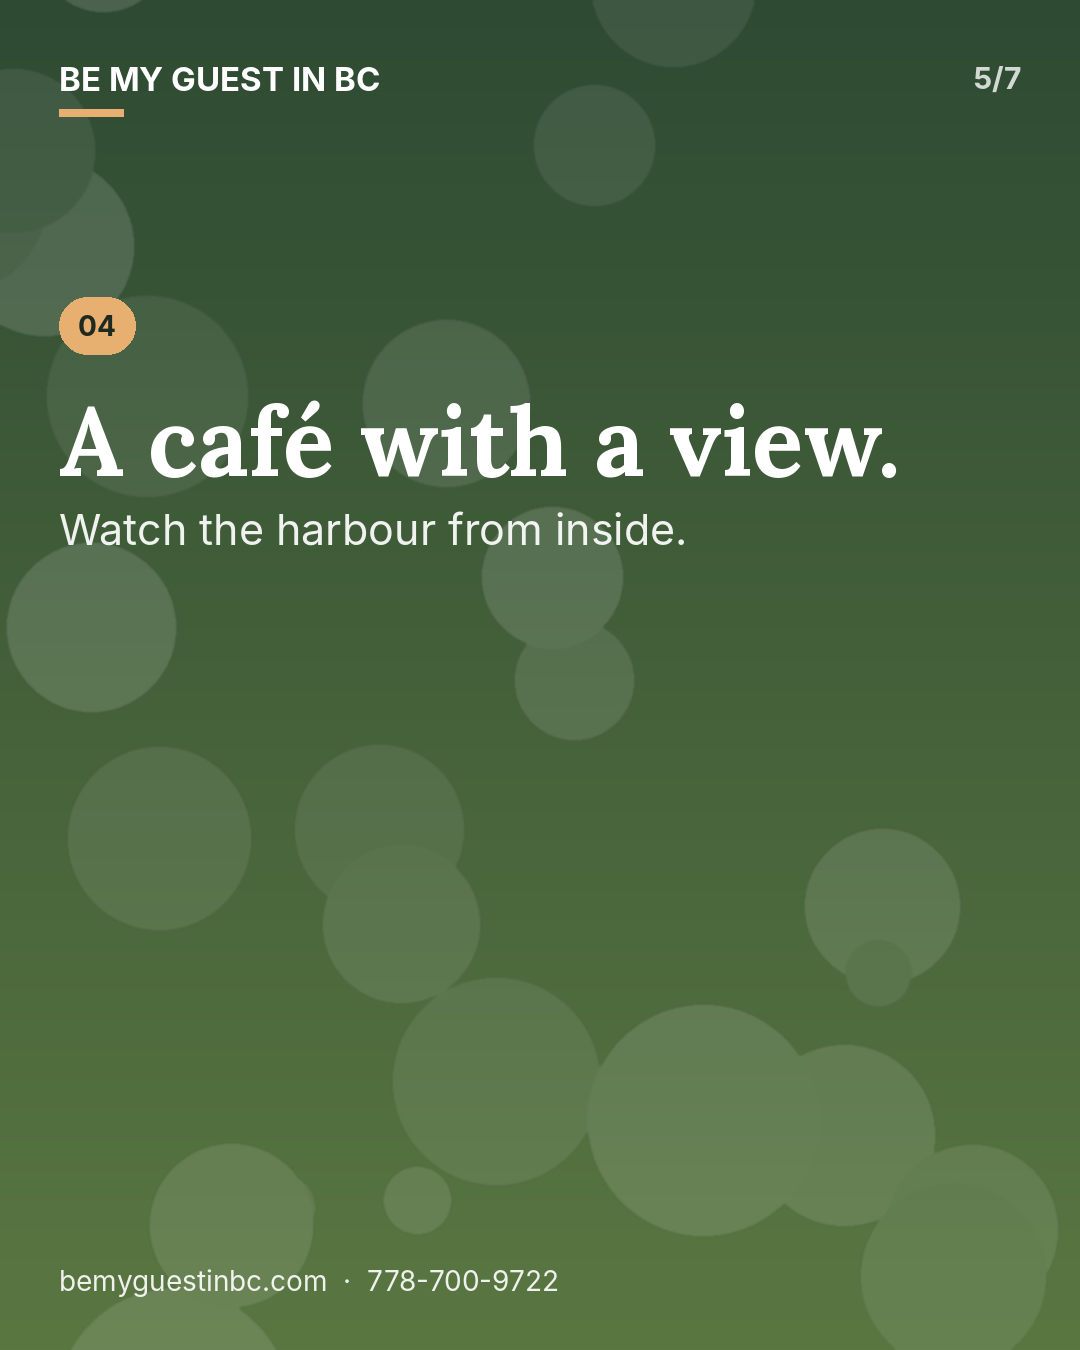 BE MY GUEST IN BC
5/7
04
A café with a view.
Watch the harbour from inside.
bemyguestinbc.com · 778-700-9722